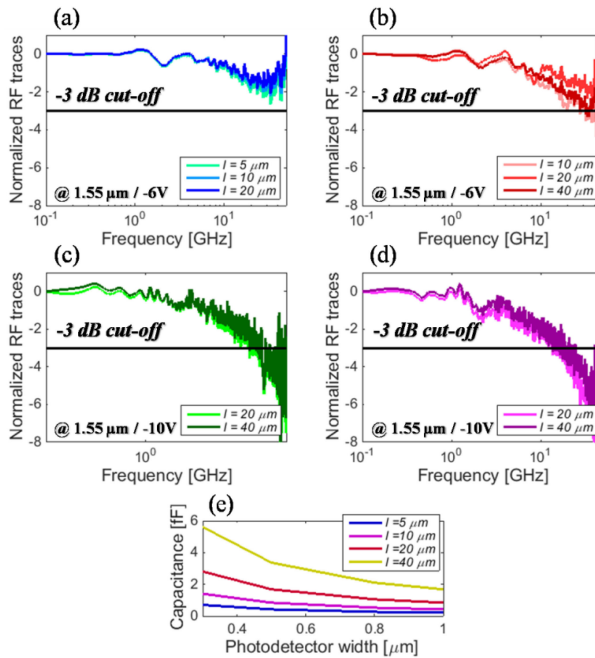 (a)
Normalized RF traces
0
-2
-4
-6
-8
-3 dB cut-off
l = 5 μm
l = 10 μm
l = 20 μm
@ 1.55 μm / -6V
10⁻¹ 10⁰ 10¹
Frequency [GHz]
(b)
Normalized RF traces
0
-2
-4
-6
-8
-3 dB cut-off
l = 10 μm
l = 20 μm
l = 40 μm
@ 1.55 μm / -6V
10⁻¹ 10⁰ 10¹
Frequency [GHz]
(c)
Normalized RF traces
0
-2
-4
-6
-8
-3 dB cut-off
l = 20 μm
l = 40 μm
@ 1.55 μm / -10V
10⁰
Frequency [GHz]
(d)
Normalized RF traces
0
-2
-4
-6
-8
-3 dB cut-off
l = 20 μm
l = 40 μm
@ 1.55 μm / -10V
10⁻¹ 10⁰ 10¹
Frequency [GHz]
(e)
Capacitance [fF]
6
4
2
0
l =5 μm
l =10 μm
l =20 μm
l =40 μm
0.4 0.6 0.8 1
Photodetector width [μm]